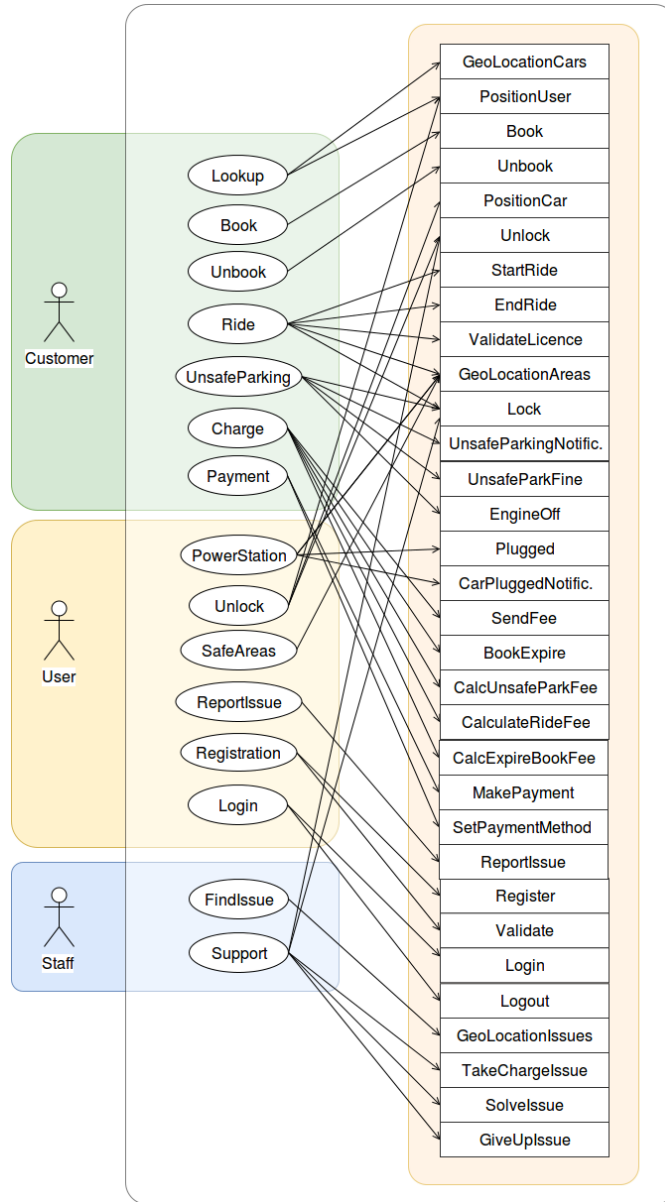 Customer
User
Staff
Lookup
Book
Unbook
Ride
UnsafeParking
Charge
Payment
PowerStation
Unlock
SafeAreas
ReportIssue
Registration
Login
FindIssue
Support
GeoLocationCars
PositionUser
Book
Unbook
PositionCar
Unlock
StartRide
EndRide
ValidateLicence
GeoLocationAreas
Lock
UnsafeParkingNotific.
UnsafeParkFine
EngineOff
Plugged
CarPluggedNotific.
SendFee
BookExpire
CalcUnsafeParkFee
CalculateRideFee
CalcExpireBookFee
MakePayment
SetPaymentMethod
ReportIssue
Register
Validate
Login
Logout
GeoLocationIssues
TakeChargeIssue
SolveIssue
GiveUpIssue